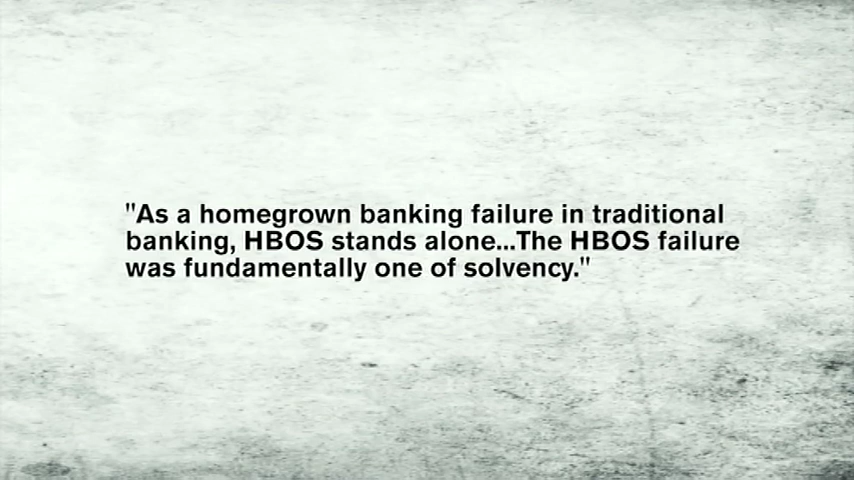 "As a homegrown banking failure in traditional
banking, HBOS stands alone...The HBOS failure
was fundamentally one of solvency."